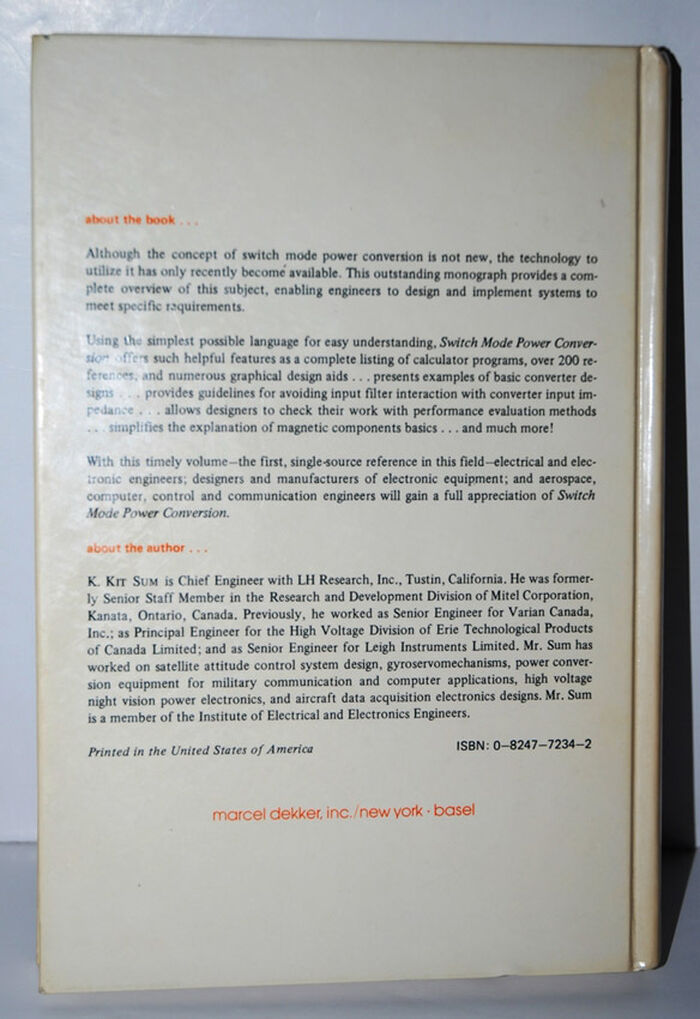 about the book . . .
Although the concept of switch mode power conversion is not new, the technology to
utilize it has only recently become available. This outstanding monograph provides a com-
plete overview of this subject, enabling engineers to design and implement systems to
meet specific requirements.
Using the simplest possible language for easy understanding, Switch Mode Power Conver-
sion offers such helpful features as a complete listing of calculator programs, over 200 re-
ferences, and numerous graphical design aids . . . presents examples of basic converter de-
signs . . . provides guidelines for avoiding input filter interaction with converter input im-
pedance . . . allows designers to check their work with performance evaluation methods
. . . simplifies the explanation of magnetic components basics . . . and much more!
With this timely volume—the first, single-source reference in this field—electrical and elec-
tronic engineers; designers and manufacturers of electronic equipment; and aerospace,
computer, control and communication engineers will gain a full appreciation of Switch
Mode Power Conversion.
about the author . . .
K. KIT SUM is Chief Engineer with LH Research, Inc., Tustin, California. He was former-
ly Senior Staff Member in the Research and Development Division of Mitel Corporation,
Kanata, Ontario, Canada. Previously, he worked as Senior Engineer for Varian Canada,
Inc.; as Principal Engineer for the High Voltage Division of Erie Technological Products
of Canada Limited; and as Senior Engineer for Leigh Instruments Limited. Mr. Sum has
worked on satellite attitude control system design, gyroservomechanisms, power conver-
sion equipment for military communication and computer applications, high voltage
night vision power electronics, and aircraft data acquisition electronics designs. Mr. Sum
is a member of the Institute of Electrical and Electronics Engineers.
Printed in the United States of America ISBN: 0—8247—7234—2
marcel dekker, inc./new york · basel